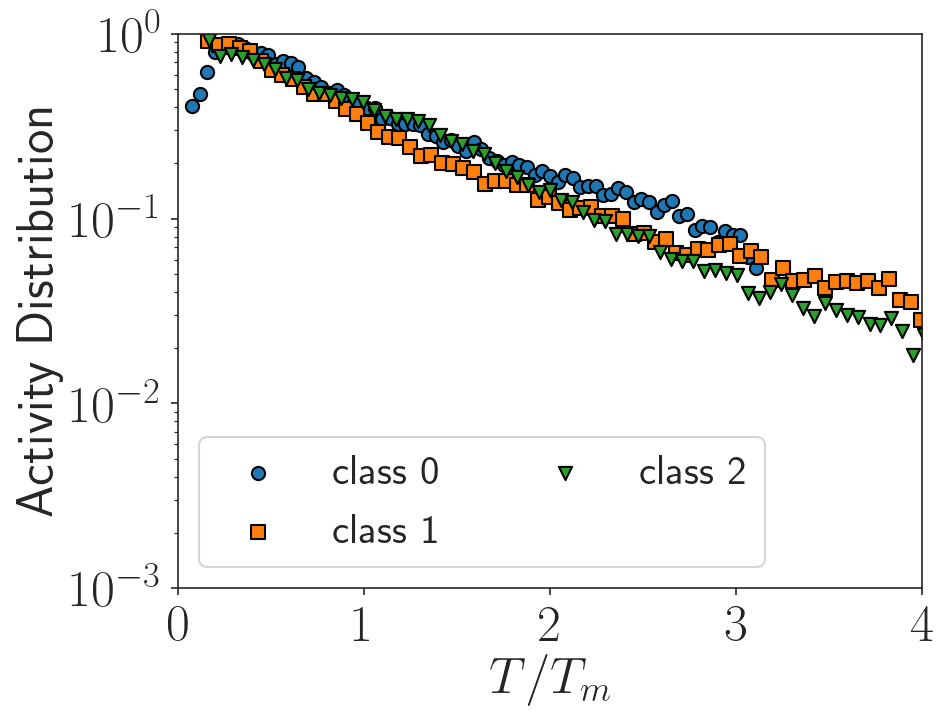 Activity Distribution
10^0
10^{-1}
10^{-2}
10^{-3}
class 0
class 1
class 2
0 1 2 3 4
T/T_m